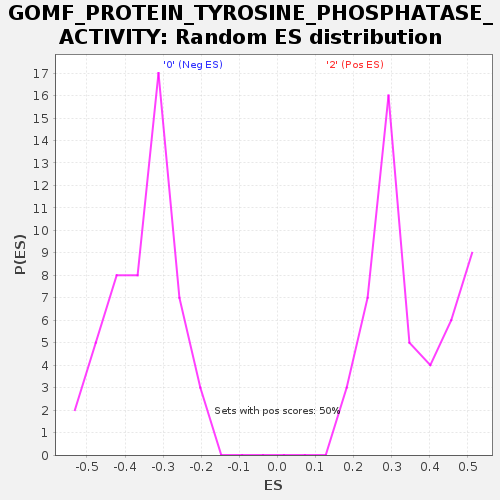 GOMF_PROTEIN_TYROSINE_PHOSPHATASE_
ACTIVITY: Random ES distribution
'0' (Neg ES)
'2' (Pos ES)
17
16
15
14
13
12
11
10
9
8
7
6
5
4
3
2
1
0
P(ES)
Sets with pos scores: 50%
-0.5 -0.4 -0.3 -0.2 -0.1 0.0 0.1 0.2 0.3 0.4 0.5
ES